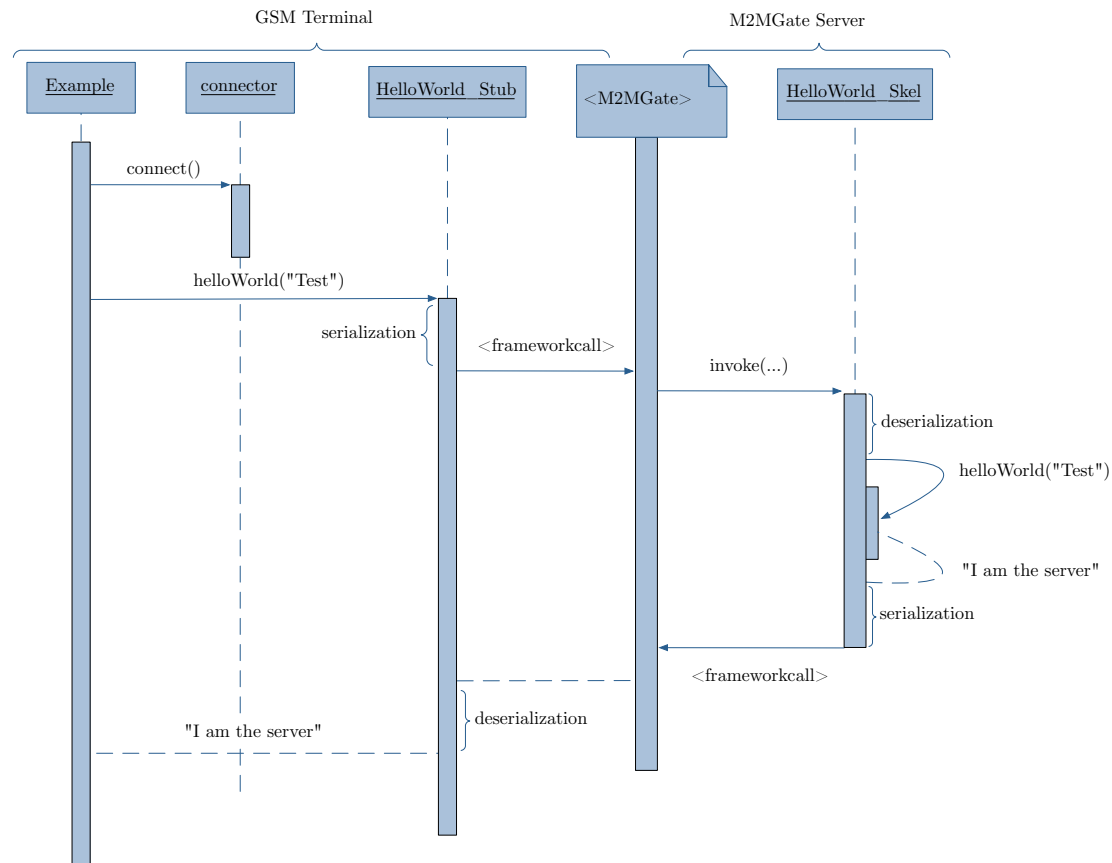 GSM Terminal
M2MGate Server
Example
connector
HelloWorld_Stub
<M2MGate>
HelloWorld_Skel
connect()
helloWorld("Test")
serialization
<frameworkcall>
invoke(...)
deserialization
helloWorld("Test")
"I am the server"
serialization
<frameworkcall>
deserialization
"I am the server"